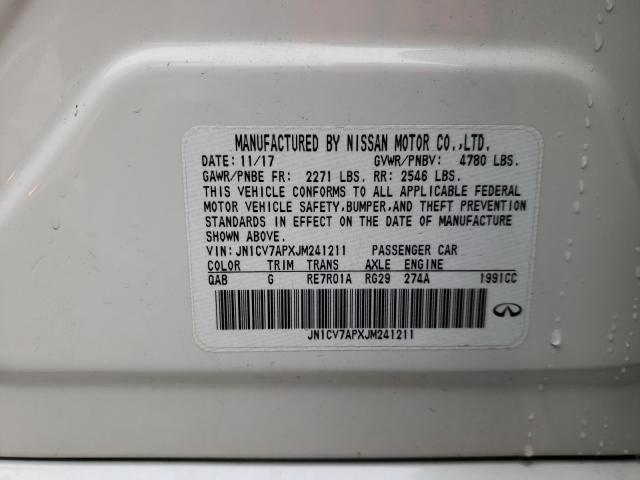 MANUFACTURED BY NISSAN MOTOR CO.,LTD.
DATE: 11/17 GVWR/PNBV: 4780 LBS.
GAWR/PNBE FR: 2271 LBS. RR: 2546 LBS.
THIS VEHICLE CONFORMS TO ALL APPLICABLE FEDERAL
MOTOR VEHICLE SAFETY,BUMPER,AND THEFT PREVENTION
STANDARDS IN EFFECT ON THE DATE OF MANUFACTURE
SHOWN ABOVE.
VIN: JN1CV7APXJM241211 PASSENGER CAR
COLOR TRIM TRANS AXLE ENGINE
QAB G RE7R01A RG29 274A 1991CC
JN1CV7APXJM241211